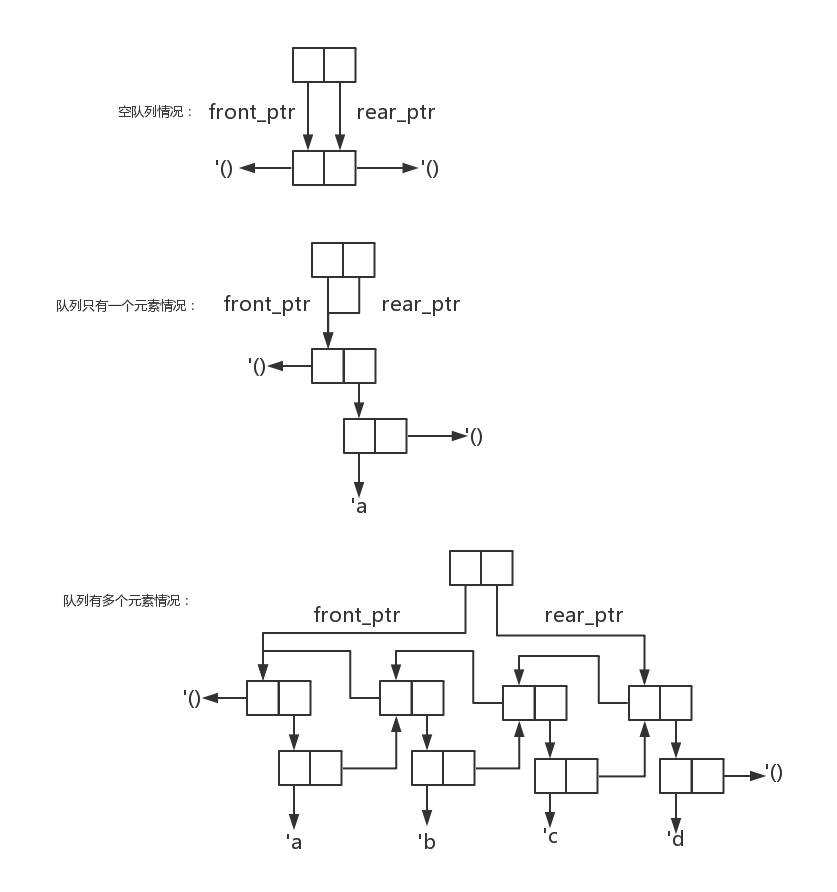 空队列情况： front_ptr rear_ptr
'() '()
队列只有一个元素情况： front_ptr rear_ptr
'()
'()
'a
队列有多个元素情况：
front_ptr rear_ptr
'()
'()
'a 'b 'c 'd